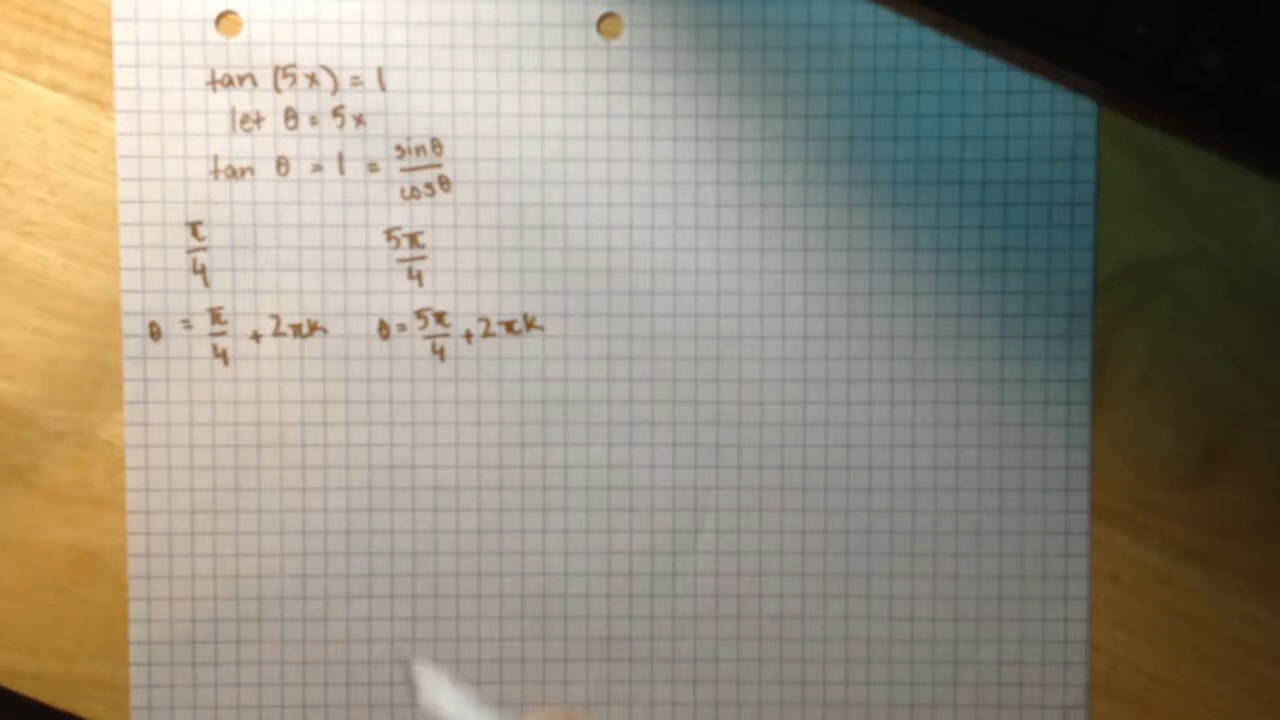 tan (5x) = 1
let θ = 5x
tan θ = 1 = sinθ/cosθ
π/4 5π/4
θ = π/4 + 2πk θ = 5π/4 + 2πk